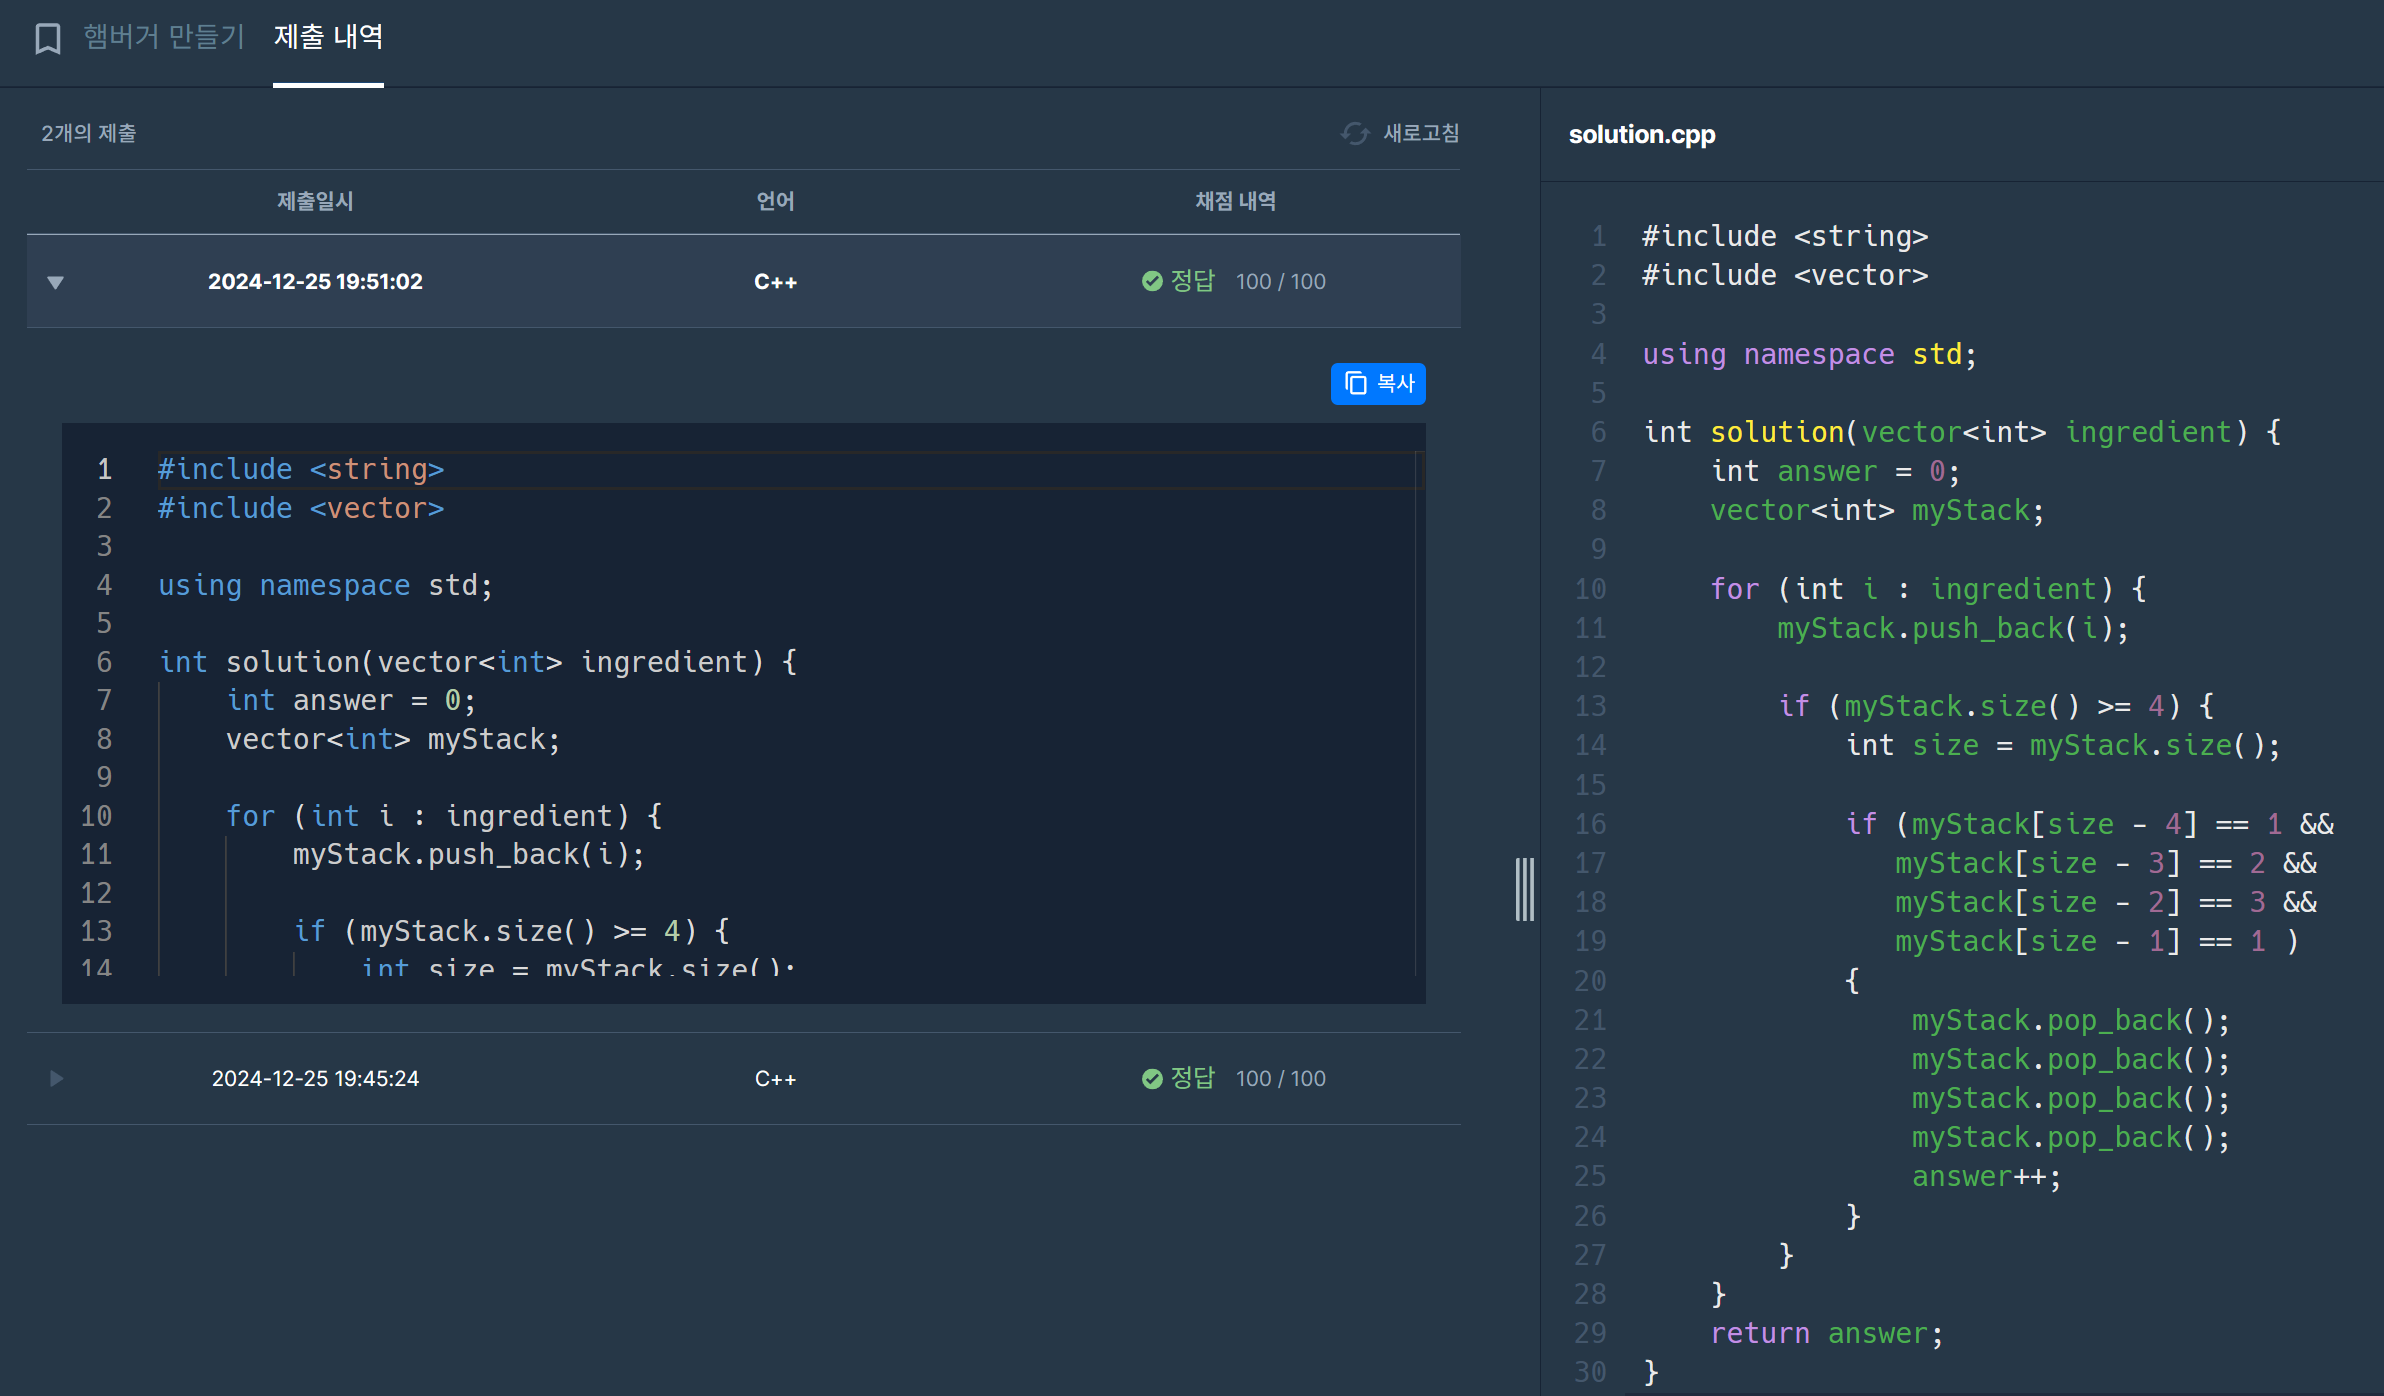 햄버거 만들기 제출 내역
2개의 제출 새로고침
제출일시 언어 채점 내역
2024-12-25 19:51:02 C++ 정답 100 / 100
복사
1 #include <string>
2 #include <vector>
3
4 using namespace std;
5
6 int solution(vector<int> ingredient) {
7     int answer = 0;
8     vector<int> myStack;
9
10     for (int i : ingredient) {
11         myStack.push_back(i);
12
13         if (myStack.size() >= 4) {
14             int size = myStack.size();
2024-12-25 19:45:24 C++ 정답 100 / 100
solution.cpp
1 #include <string>
2 #include <vector>
3
4 using namespace std;
5
6 int solution(vector<int> ingredient) {
7     int answer = 0;
8     vector<int> myStack;
9
10     for (int i : ingredient) {
11         myStack.push_back(i);
12
13         if (myStack.size() >= 4) {
14             int size = myStack.size();
15
16             if (myStack[size - 4] == 1 &&
17                myStack[size - 3] == 2 &&
18                myStack[size - 2] == 3 &&
19                myStack[size - 1] == 1 )
20             {
21                 myStack.pop_back();
22                 myStack.pop_back();
23                 myStack.pop_back();
24                 myStack.pop_back();
25                 answer++;
26             }
27         }
28     }
29     return answer;
30 }